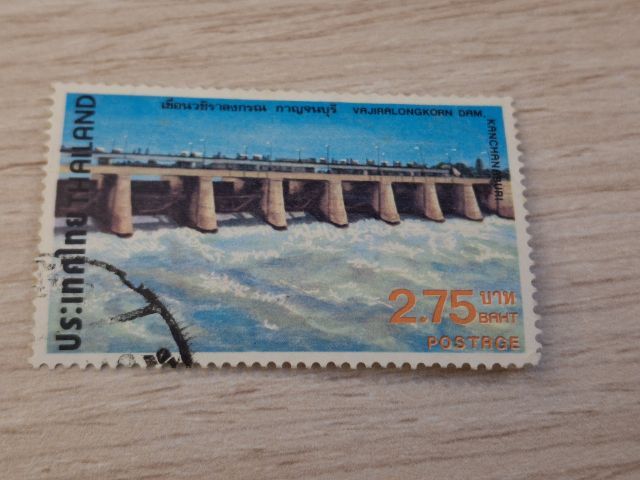 เขื่อนวชิราลงกรณ กาญจนบุรี VAJIRALONGKORN DAM,
KANCHANABURI
ประเทศไทย THAILAND
2.75 บาท
BAHT
POSTAGE